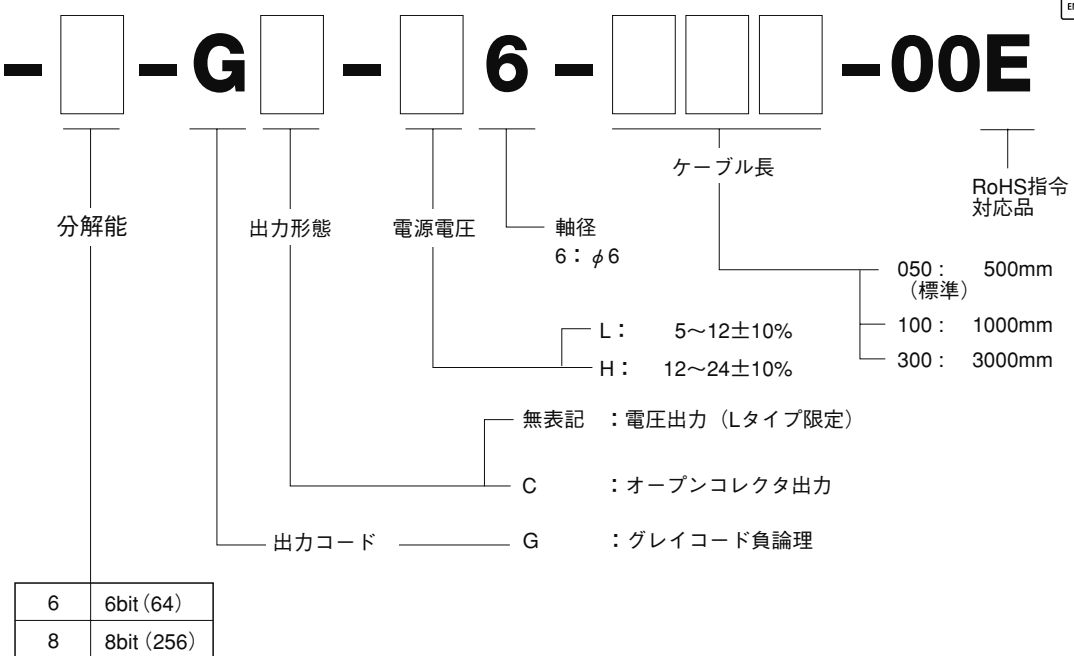 EN
- - G - 6 - -00E
ケーブル長
RoHS指令
対応品
分解能
出力形態
電源電圧
軸径
6：φ6
050 : 500mm
（標準）
100 : 1000mm
300 : 3000mm
L： 5～12±10%
H： 12～24±10%
無表記 ：電圧出力（Lタイプ限定）
C ：オープンコレクタ出力
出力コード G ：グレイコード負論理
6 6bit（64）
8 8bit（256）